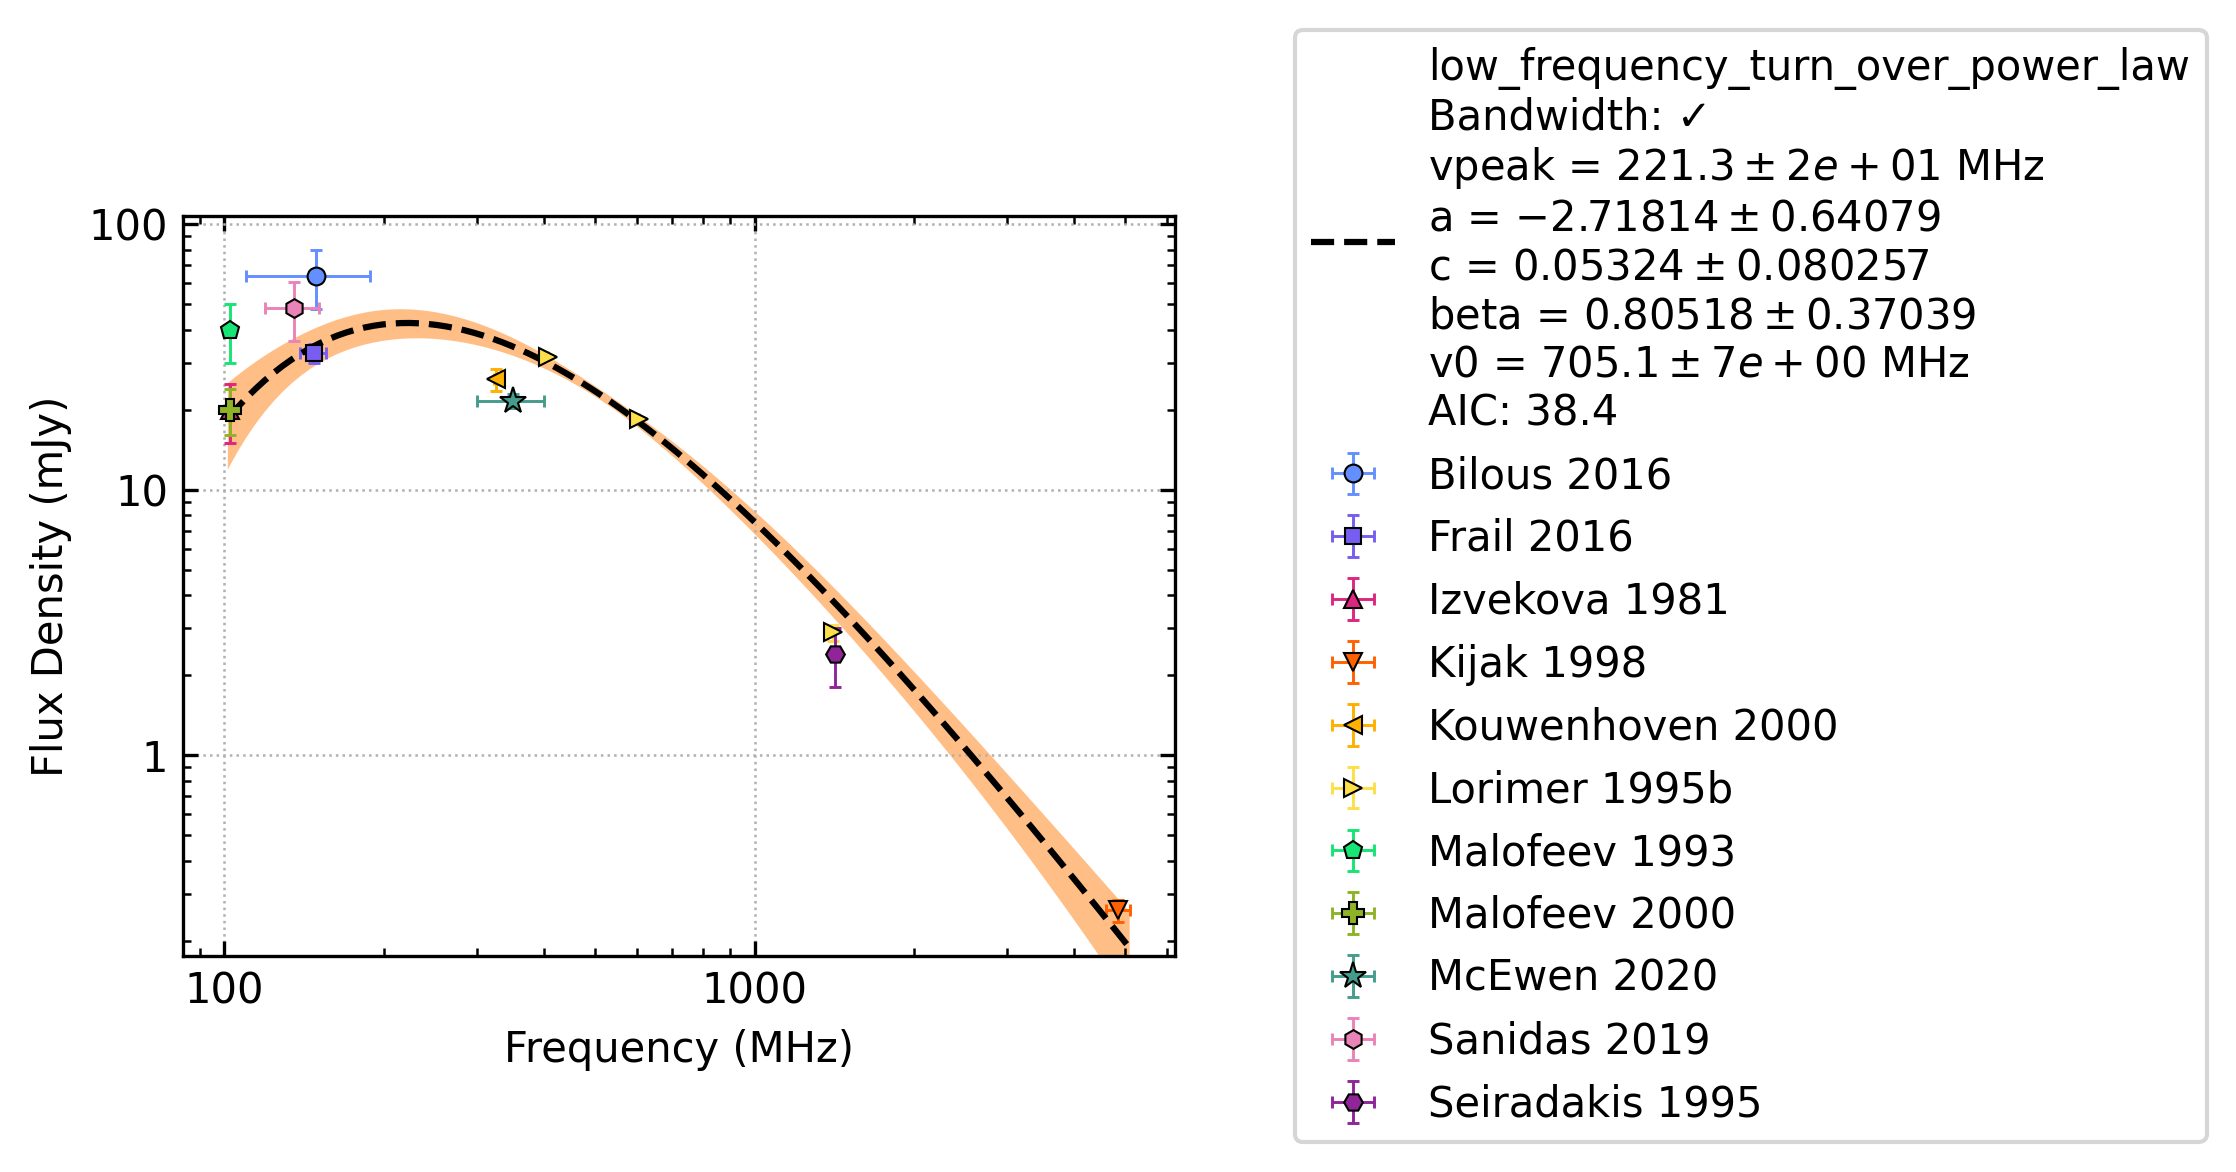 100
10
1
Flux Density (mJy)
100
1000
Frequency (MHz)
low_frequency_turn_over_power_law
Bandwidth: ✓
vpeak = 221.3 ± 2e + 01 MHz
a = −2.71814 ± 0.64079
c = 0.05324 ± 0.080257
beta = 0.80518 ± 0.37039
v0 = 705.1 ± 7e + 00 MHz
AIC: 38.4
Bilous 2016
Frail 2016
Izvekova 1981
Kijak 1998
Kouwenhoven 2000
Lorimer 1995b
Malofeev 1993
Malofeev 2000
McEwen 2020
Sanidas 2019
Seiradakis 1995